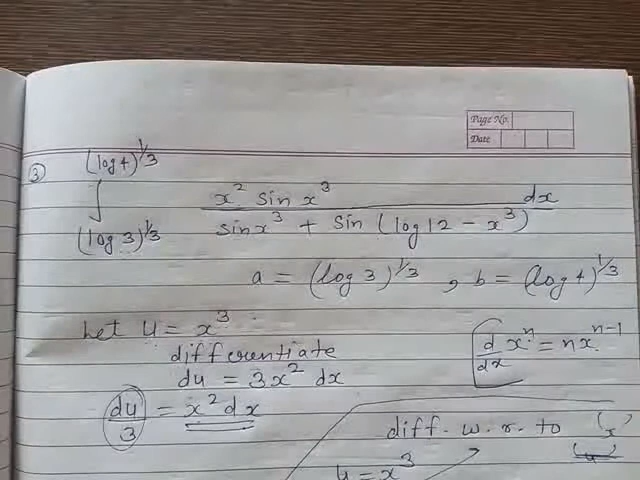 Page No.
Date
③ ∫_{(log 3)^{1/3}}^{(log 4)^{1/3}} x² sin x³ dx / (sin x³ + sin (log 12 - x³))
a = (log 3)^{1/3} , b = (log 4)^{1/3}
Let u = x³
differentiate
du = 3x² dx
du/3 = x² dx
d/dx xⁿ = nxⁿ⁻¹
diff. w. r. to (x)
u = x³